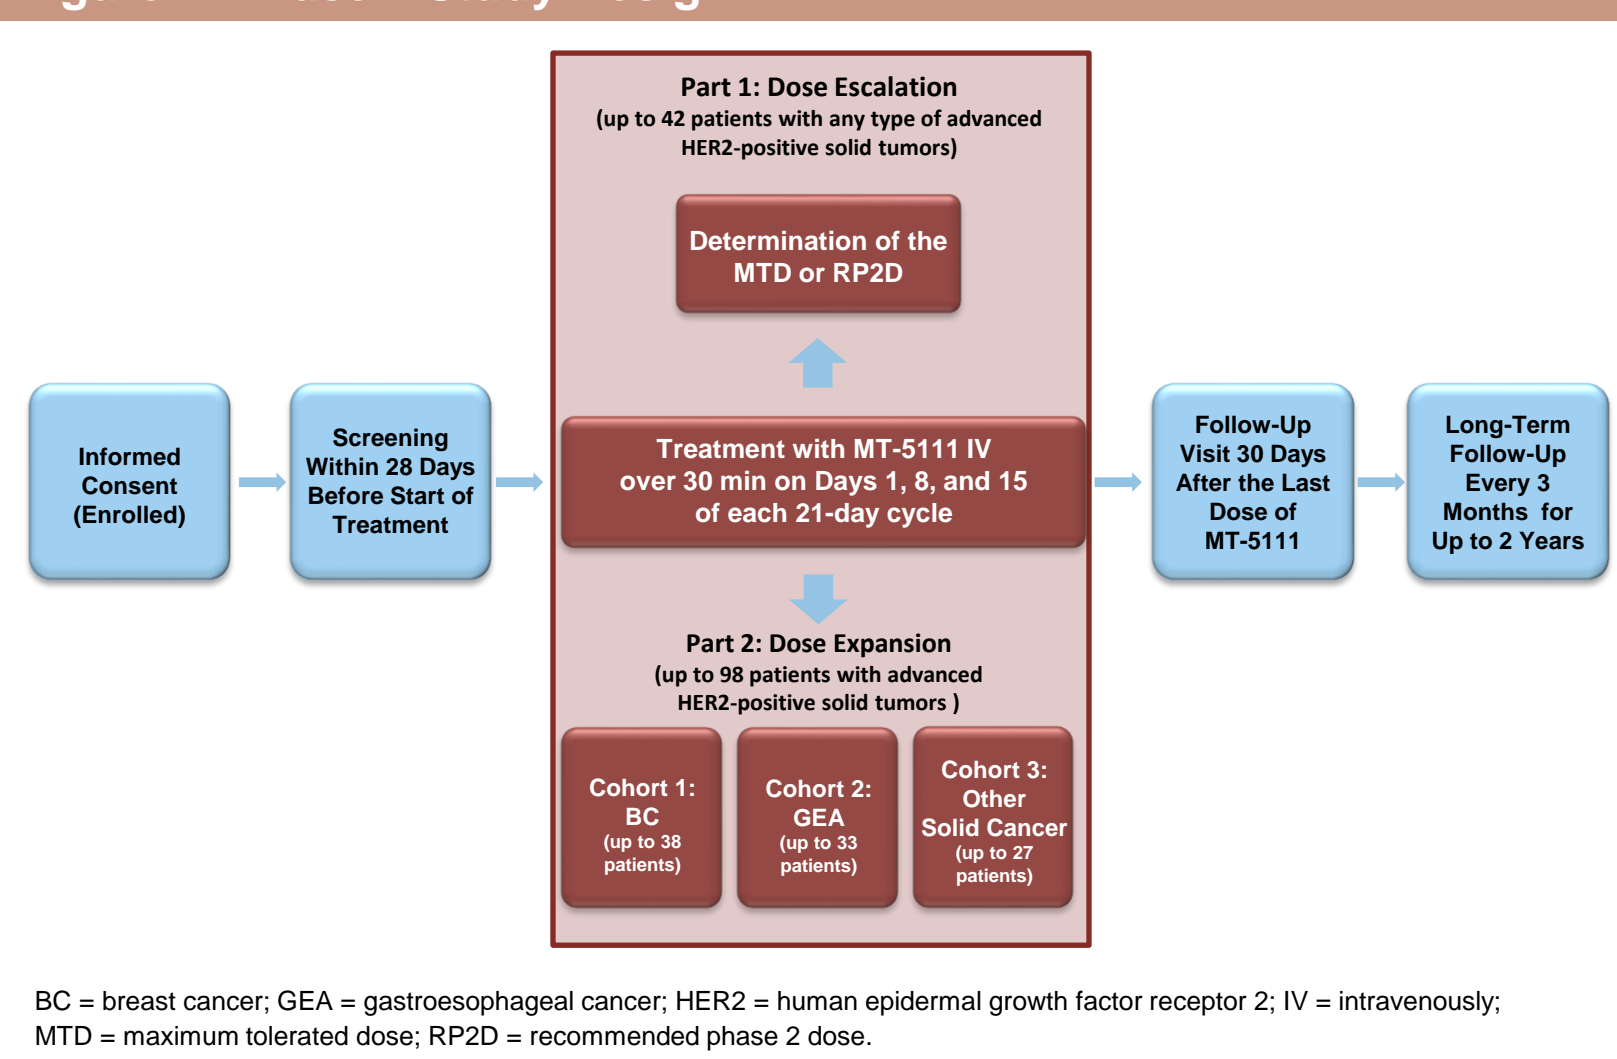 Part 1: Dose Escalation
(up to 42 patients with any type of advanced
HER2-positive solid tumors)
Determination of the
MTD or RP2D
Informed
Consent
(Enrolled)
Screening
Within 28 Days
Before Start of
Treatment
Treatment with MT-5111 IV
over 30 min on Days 1, 8, and 15
of each 21-day cycle
Follow-Up
Visit 30 Days
After the Last
Dose of
MT-5111
Long-Term
Follow-Up
Every 3
Months for
Up to 2 Years
Part 2: Dose Expansion
(up to 98 patients with advanced
HER2-positive solid tumors )
Cohort 1:
BC
(up to 38
patients)
Cohort 2:
GEA
(up to 33
patients)
Cohort 3:
Other
Solid Cancer
(up to 27
patients)
BC = breast cancer; GEA = gastroesophageal cancer; HER2 = human epidermal growth factor receptor 2; IV = intravenously;
MTD = maximum tolerated dose; RP2D = recommended phase 2 dose.